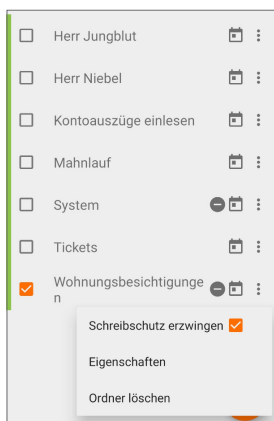 Herr Jungblut
Herr Niebel
Kontoauszüge einlesen
Mahnlauf
System
Tickets
Wohnungsbesichtigunge
n
Schreibschutz erzwingen
Eigenschaften
Ordner löschen